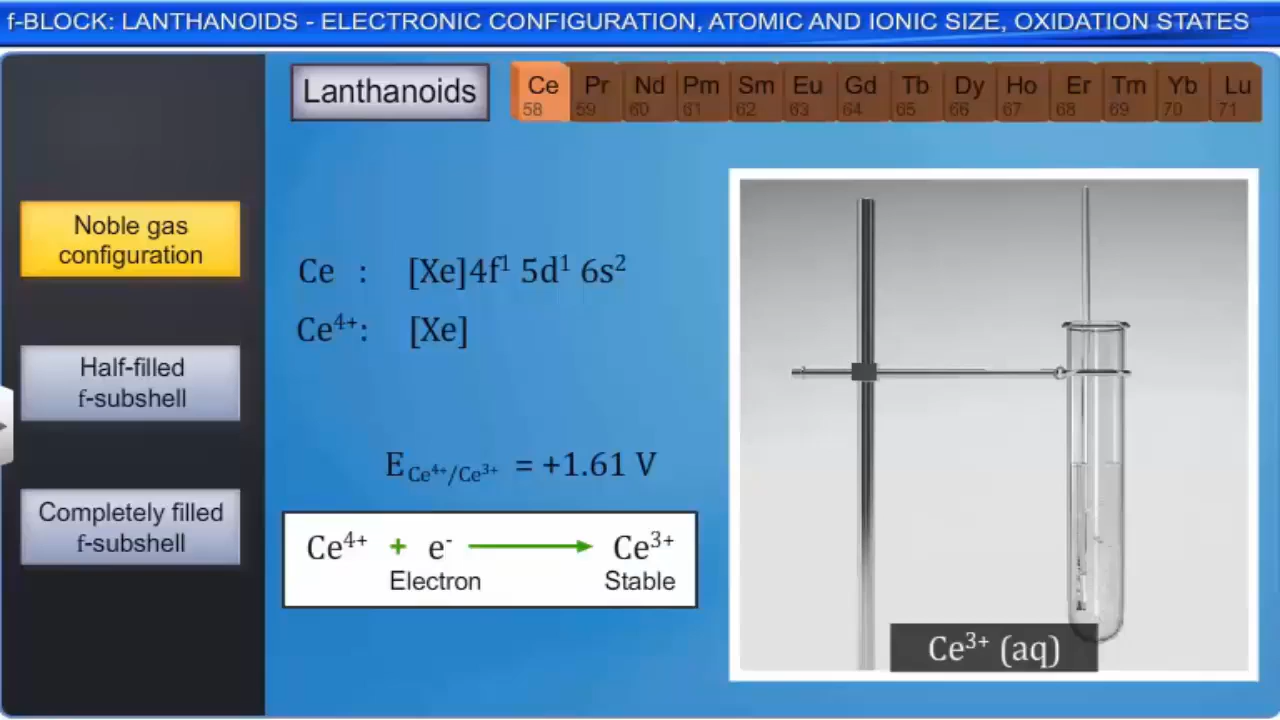 f-BLOCK: LANTHANOIDS - ELECTRONIC CONFIGURATION, ATOMIC AND IONIC SIZE, OXIDATION STATES
Lanthanoids
Ce Pr Nd Pm Sm Eu Gd Tb Dy Ho Er Tm Yb Lu
58 59 60 61 62 63 64 65 66 67 68 69 70 71
Noble gas
configuration
Half-filled
f-subshell
Completely filled
f-subshell
Ce : [Xe]4f¹ 5d¹ 6s²
Ce⁴⁺: [Xe]
E Ce⁴⁺/Ce³⁺ = +1.61 V
Ce⁴⁺ + e⁻ ⟶ Ce³⁺
Electron Stable
Ce³⁺ (aq)